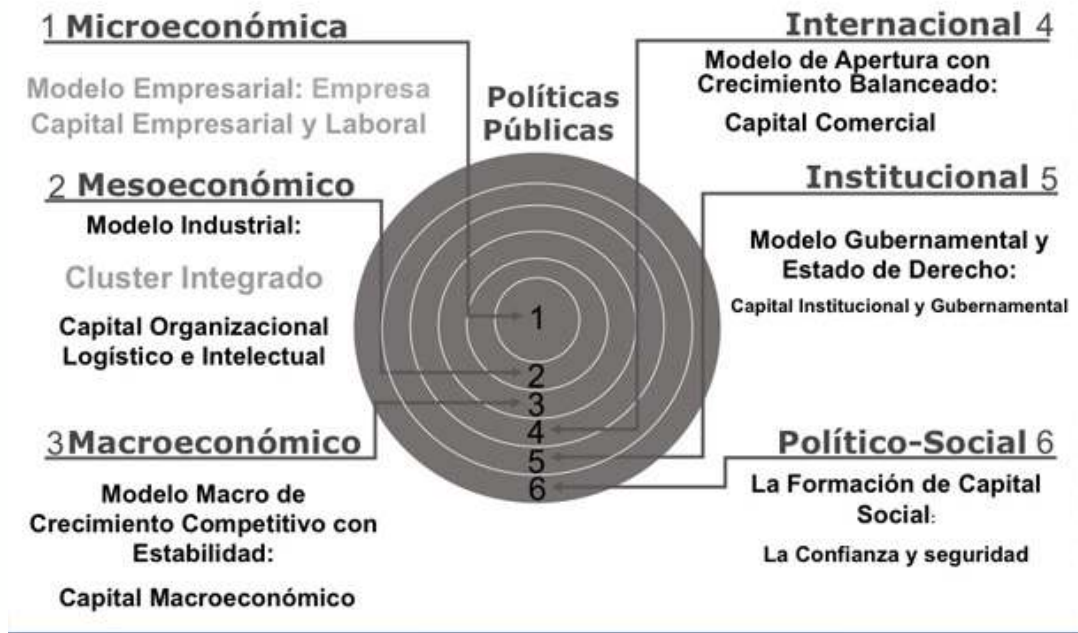 1 Microeconómica
Modelo Empresarial: Empresa
Capital Empresarial y Laboral
2 Mesoeconómico
Modelo Industrial:
Cluster Integrado
Capital Organizacional
Logístico e Intelectual
3 Macroeconómico
Modelo Macro de
Crecimiento Competitivo con
Estabilidad:
Capital Macroeconómico
Políticas
Públicas
1
2
3
4
5
6
Internacional 4
Modelo de Apertura con
Crecimiento Balanceado:
Capital Comercial
Institucional 5
Modelo Gubernamental y
Estado de Derecho:
Capital Institucional y Gubernamental
Político-Social 6
La Formación de Capital
Social:
La Confianza y seguridad